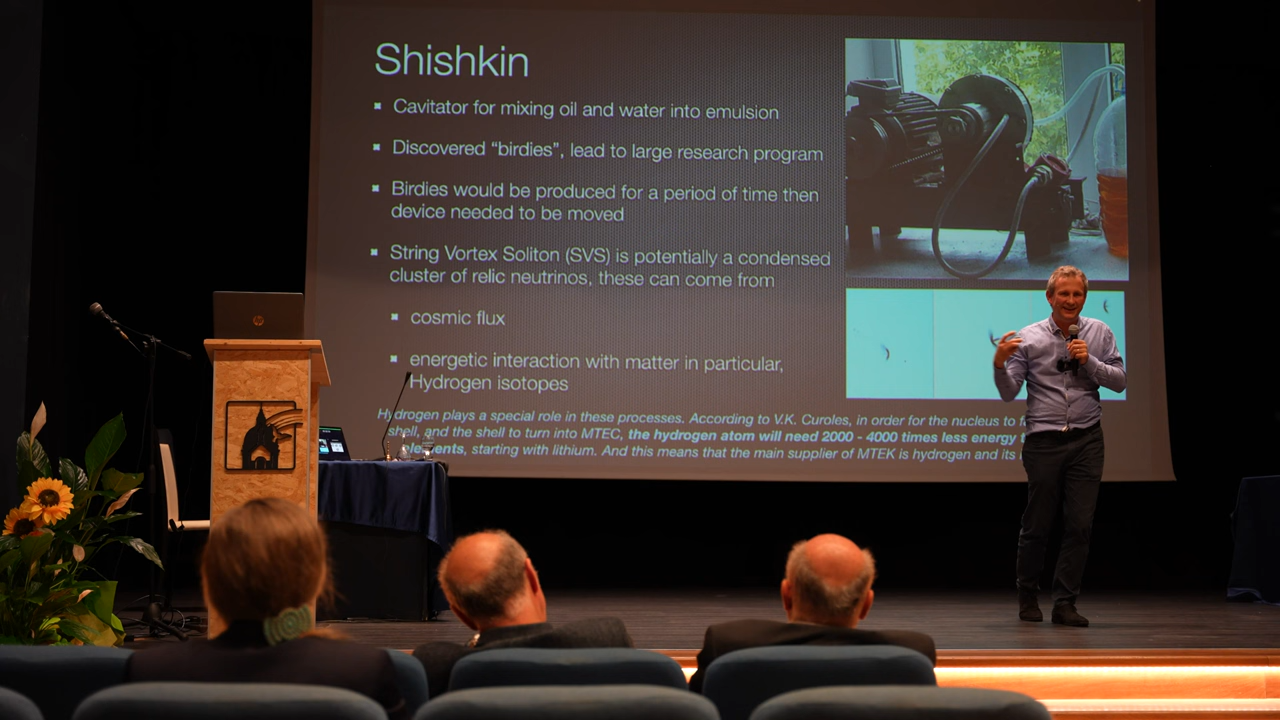 Shishkin
Cavitator for mixing oil and water into emulsion
Discovered “birdies”, lead to large research program
Birdies would be produced for a period of time then
device needed to be moved
String Vortex Soliton (SVS) is potentially a condensed
cluster of relic neutrinos, these can come from
cosmic flux
energetic interaction with matter in particular,
Hydrogen isotopes
Hydrogen plays a special role in these processes. According to V.K. Curoles, in order for the nucleus to
shell, and the shell to turn into MTEC, the hydrogen atom will need 2000 - 4000 times less energy
elements, starting with lithium. And this means that the main supplier of MTEK is hydrogen and its
hp